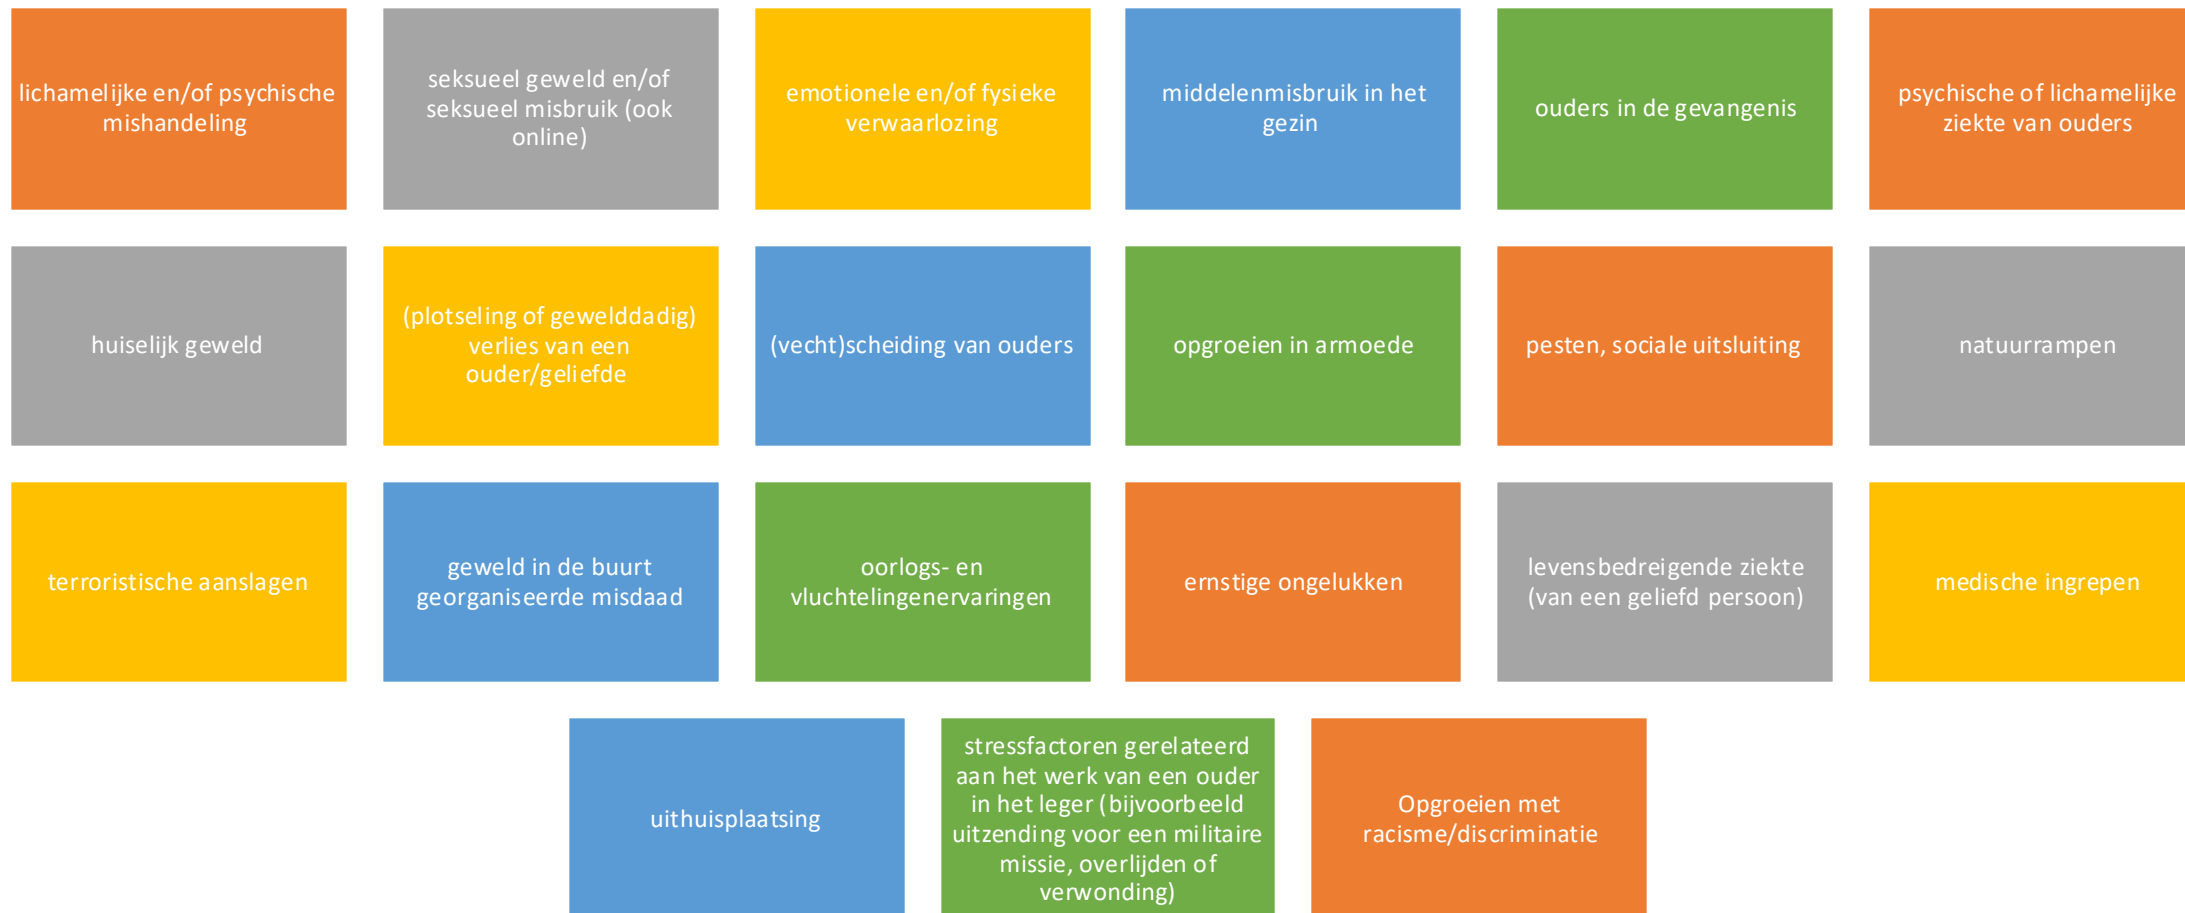 lichamelijke en/of psychische
mishandeling
seksueel geweld en/of
seksueel misbruik (ook
online)
emotionele en/of fysieke
verwaarlozing
middelenmisbruik in het
gezin
ouders in de gevangenis
psychische of lichamelijke
ziekte van ouders
huiselijk geweld
(plotseling of gewelddadig)
verlies van een
ouder/geliefde
(vecht)scheiding van ouders
opgroeien in armoede
pesten, sociale uitsluiting
natuurrampen
terroristische aanslagen
geweld in de buurt
georganiseerde misdaad
oorlogs- en
vluchtelingenervaringen
ernstige ongelukken
levensbedreigende ziekte
(van een geliefd persoon)
medische ingrepen
uithuisplaatsing
stressfactoren gerelateerd
aan het werk van een ouder
in het leger (bijvoorbeeld
uitzending voor een militaire
missie, overlijden of
verwonding)
Opgroeien met
racisme/discriminatie